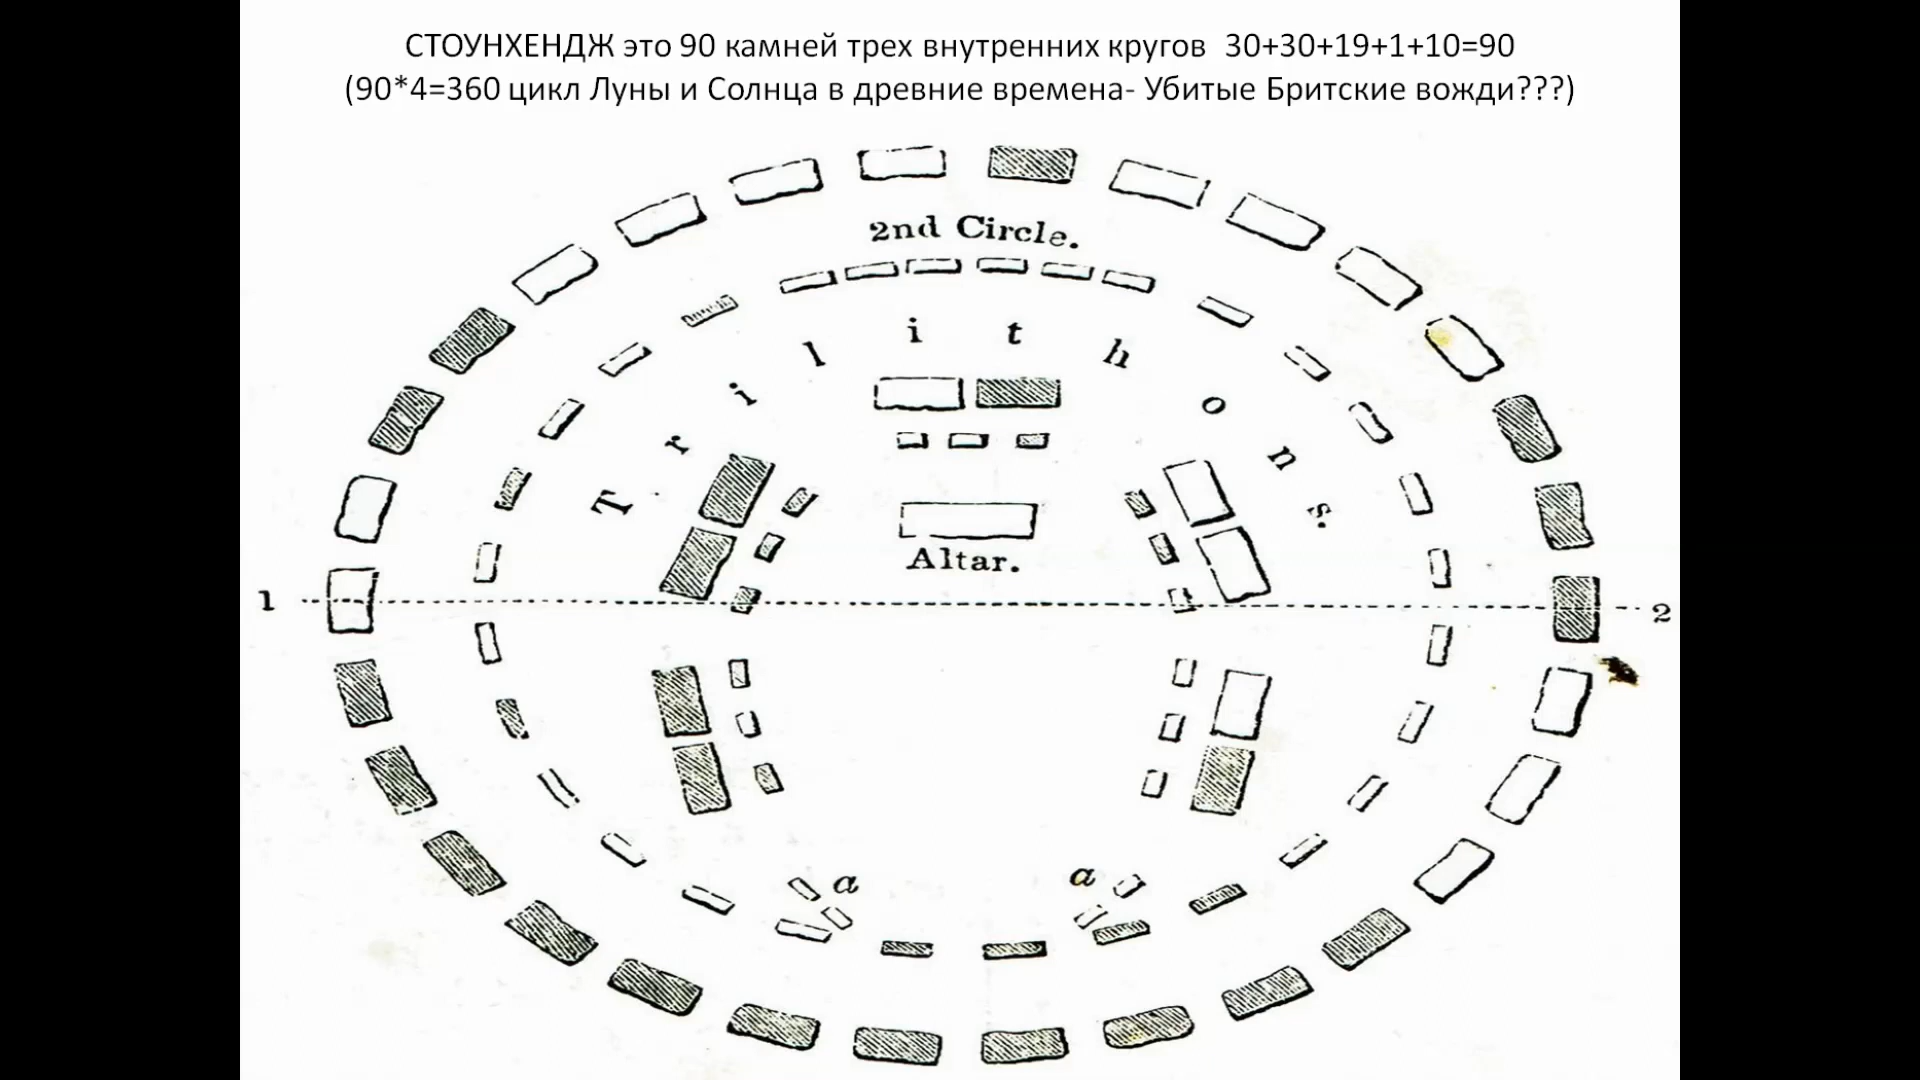 СТОУНХЕНДЖ это 90 камней трех внутренних кругов 30+30+19+1+10=90
(90*4=360 цикл Луны и Солнца в древние времена- Убитые Британские вожди???)
2nd Circle.
Trilithons.
Altar.
1
2
a
a